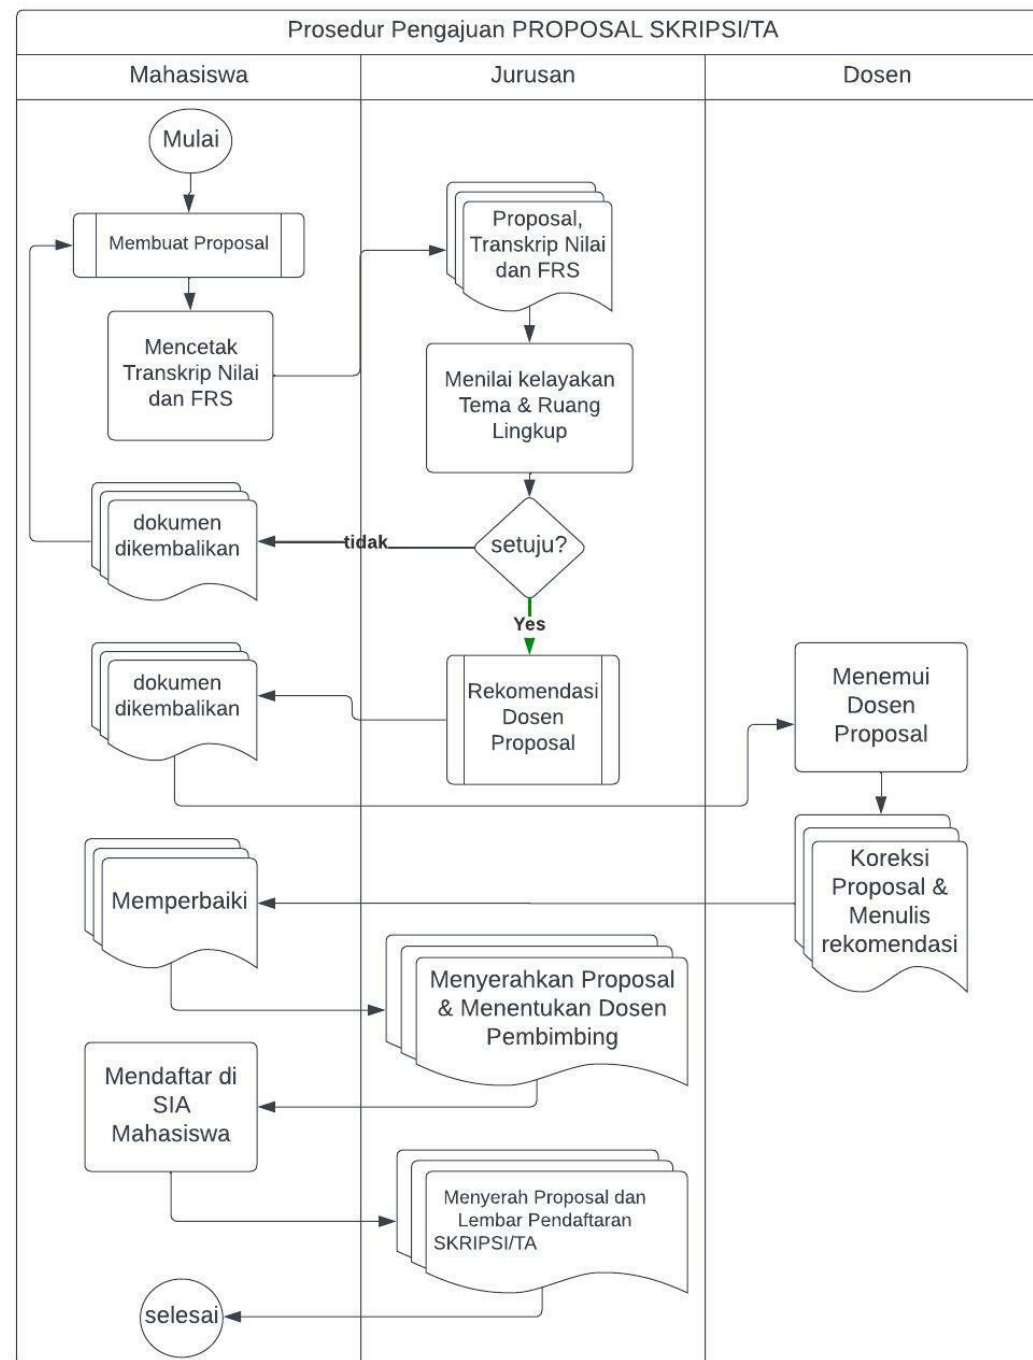 Prosedur Pengajuan PROPOSAL SKRIPSI/TA
Mahasiswa
Jurusan
Dosen
Mulai
Membuat Proposal
Mencetak
Transkrip Nilai
dan FRS
Proposal,
Transkrip Nilai
dan FRS
Menilai kelayakan
Tema & Ruang
Lingkup
setuju?
tidak
dokumen
dikembalikan
Yes
Rekomendasi
Dosen
Proposal
dokumen
dikembalikan
Menemui
Dosen
Proposal
Koreksi
Proposal &
Menulis
rekomendasi
Memperbaiki
Menyerahkan Proposal
& Menentukan Dosen
Pembimbing
Mendaftar di
SIA
Mahasiswa
Menyerah Proposal dan
Lembar Pendaftaran
SKRIPSI/TA
selesai